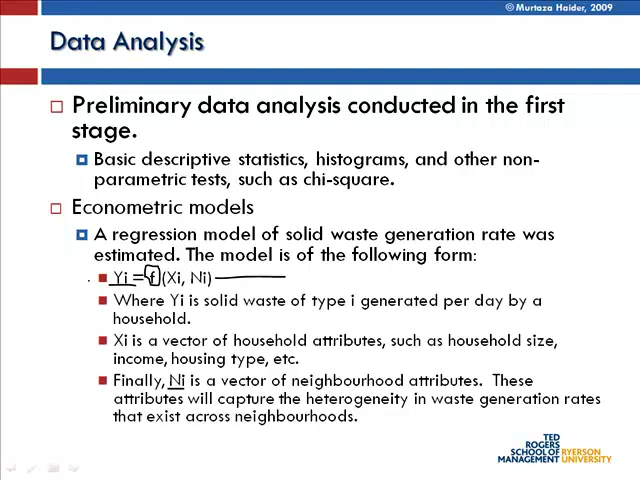 © Murtaza Haider, 2009
Data Analysis
Preliminary data analysis conducted in the first
stage.
Basic descriptive statistics, histograms, and other non-
parametric tests, such as chi-square.
Econometric models
A regression model of solid waste generation rate was
estimated. The model is of the following form:
Yi = f (Xi, Ni)
Where Yi is solid waste of type i generated per day by a
household.
Xi is a vector of household attributes, such as household size,
income, housing type, etc.
Finally, Ni is a vector of neighbourhood attributes. These
attributes will capture the heterogeneity in waste generation rates
that exist across neighbourhoods.
TED
ROGERS
SCHOOL OF RYERSON
MANAGEMENT UNIVERSITY